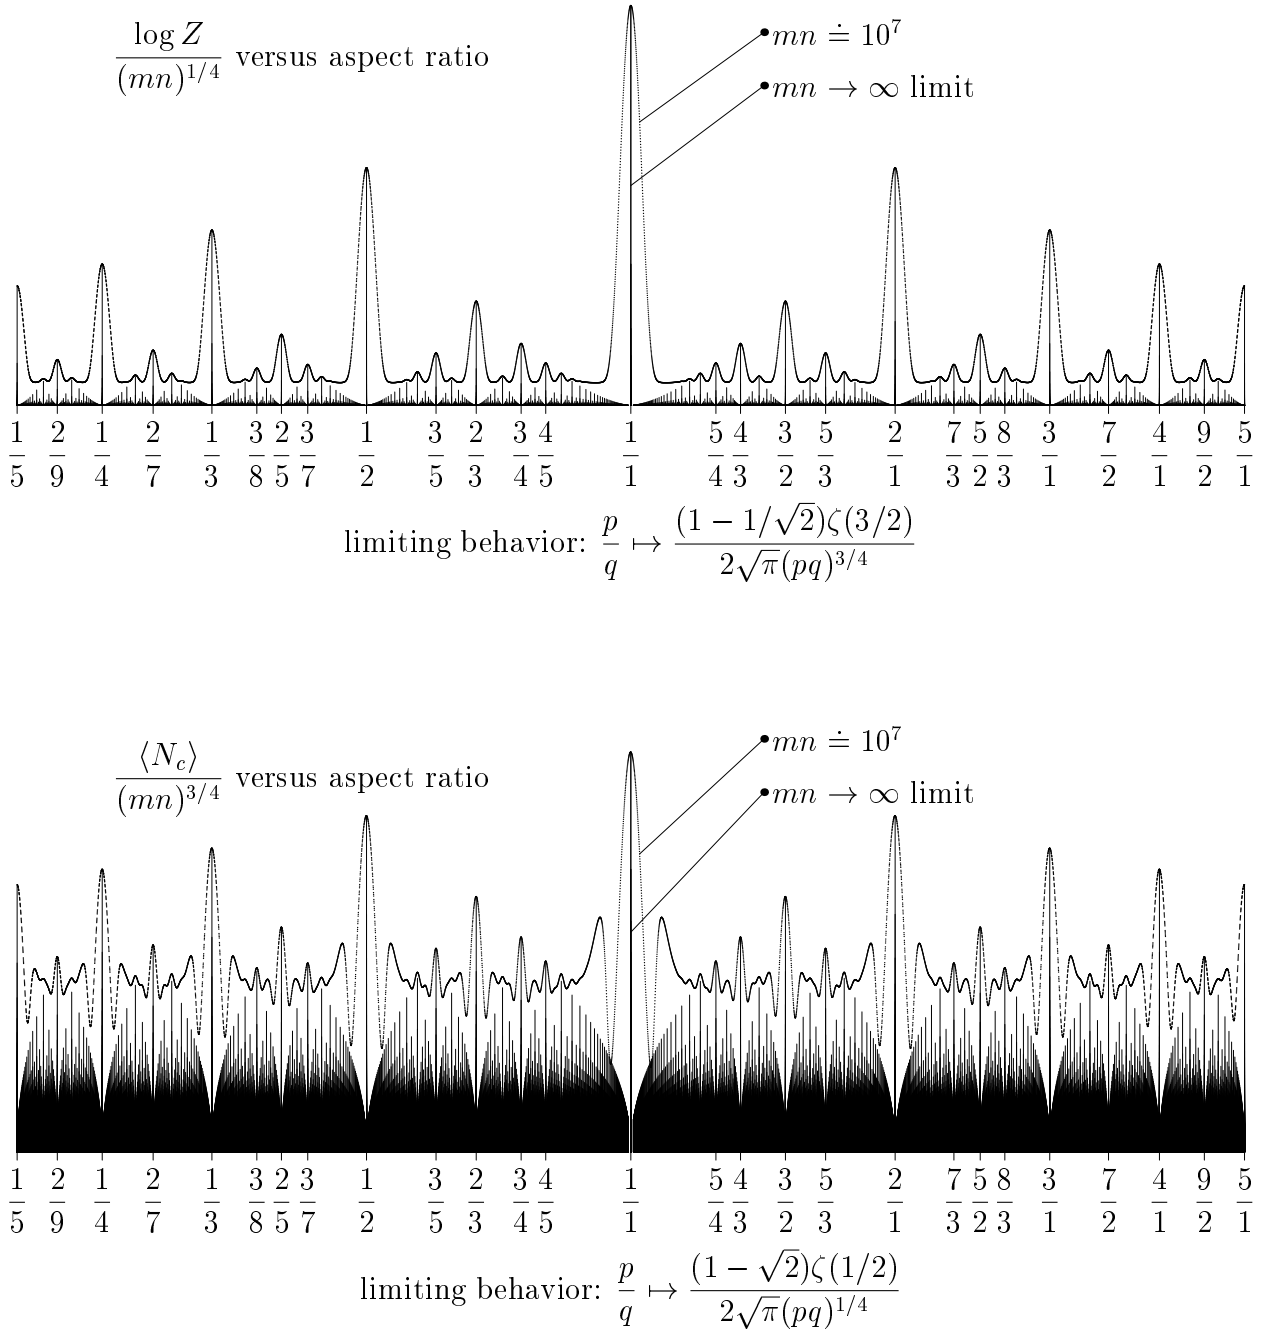 log Z / (mn)^{1/4} versus aspect ratio
mn ≐ 10^7
mn → ∞ limit
1/5 2/9 1/4 2/7 1/3 3/8 2/5 3/7 1/2 3/5 2/3 3/4 4/5 1/1 5/4 4/3 3/2 5/3 2/1 7/3 5/2 8/3 3/1 7/2 4/1 9/2 5/1
limiting behavior: p/q ↦ (1 − 1/√2)ζ(3/2) / 2√π(pq)^{3/4}
⟨N_c⟩ / (mn)^{3/4} versus aspect ratio
mn ≐ 10^7
mn → ∞ limit
1/5 2/9 1/4 2/7 1/3 3/8 2/5 3/7 1/2 3/5 2/3 3/4 4/5 1/1 5/4 4/3 3/2 5/3 2/1 7/3 5/2 8/3 3/1 7/2 4/1 9/2 5/1
limiting behavior: p/q ↦ (1 − √2)ζ(1/2) / 2√π(pq)^{1/4}